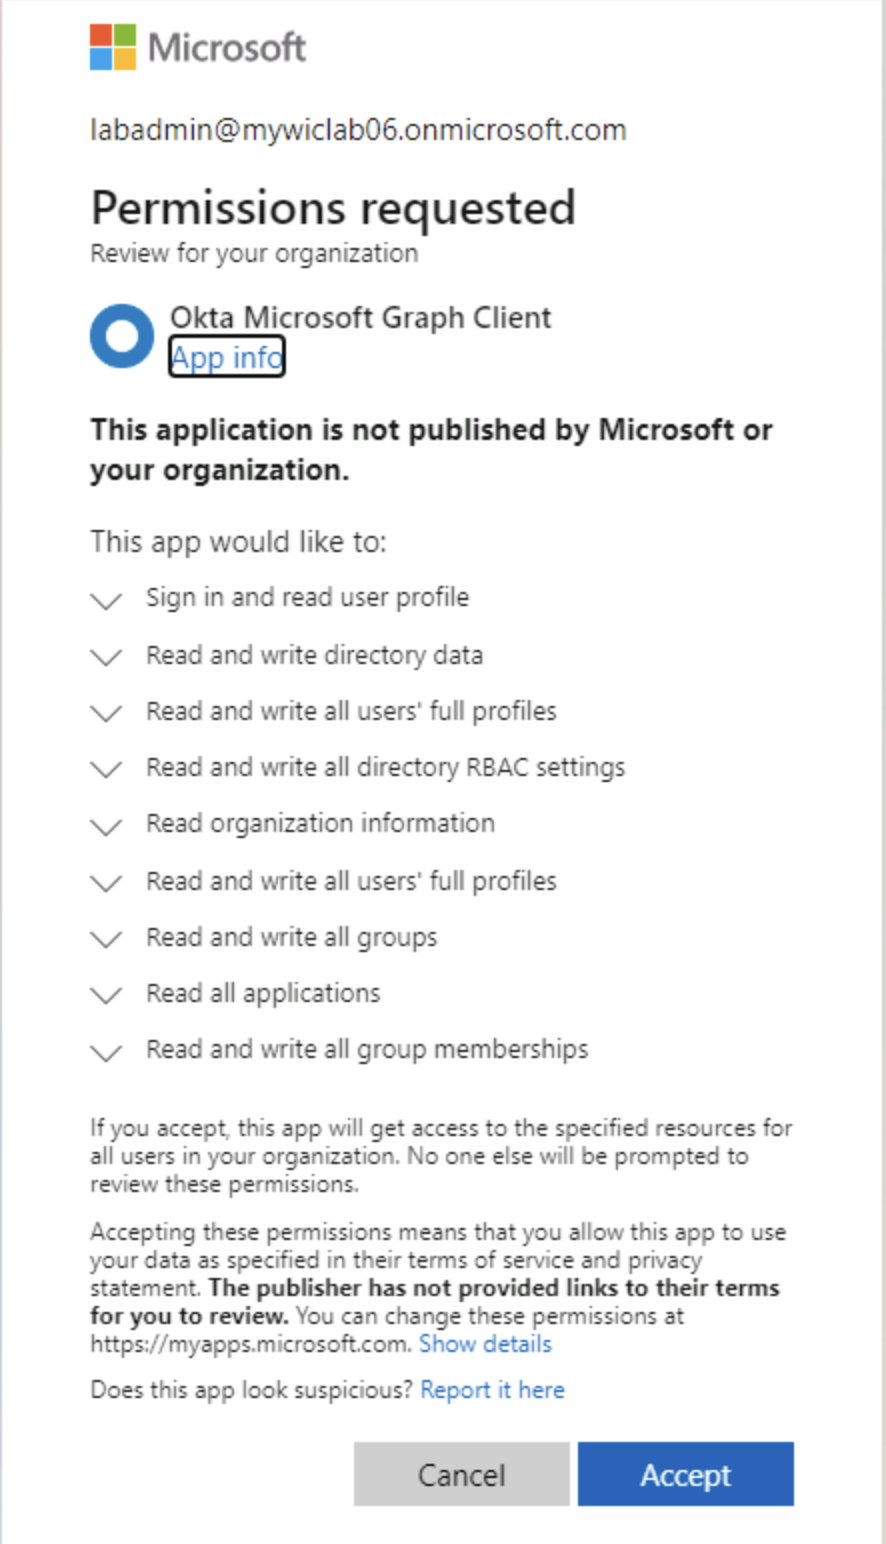 Microsoft
labadmin@mywiclab06.onmicrosoft.com
Permissions requested
Review for your organization
Okta Microsoft Graph Client
App info
This application is not published by Microsoft or
your organization.
This app would like to:
Sign in and read user profile
Read and write directory data
Read and write all users' full profiles
Read and write all directory RBAC settings
Read organization information
Read and write all users' full profiles
Read and write all groups
Read all applications
Read and write all group memberships
If you accept, this app will get access to the specified resources for
all users in your organization. No one else will be prompted to
review these permissions.
Accepting these permissions means that you allow this app to use
your data as specified in their terms of service and privacy
statement. The publisher has not provided links to their terms
for you to review. You can change these permissions at
https://myapps.microsoft.com. Show details
Does this app look suspicious? Report it here
Cancel Accept